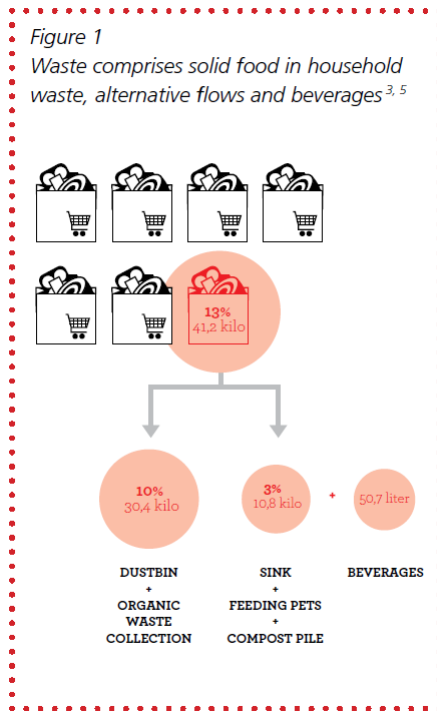 Figure 1
Waste comprises solid food in household
waste, alternative flows and beverages 3, 5
13%
41,2 kilo
10%
30,4 kilo
3%
10,8 kilo
+
50,7 liter
DUSTBIN
+
ORGANIC
WASTE
COLLECTION
SINK
+
FEEDING PETS
+
COMPOST PILE
BEVERAGES